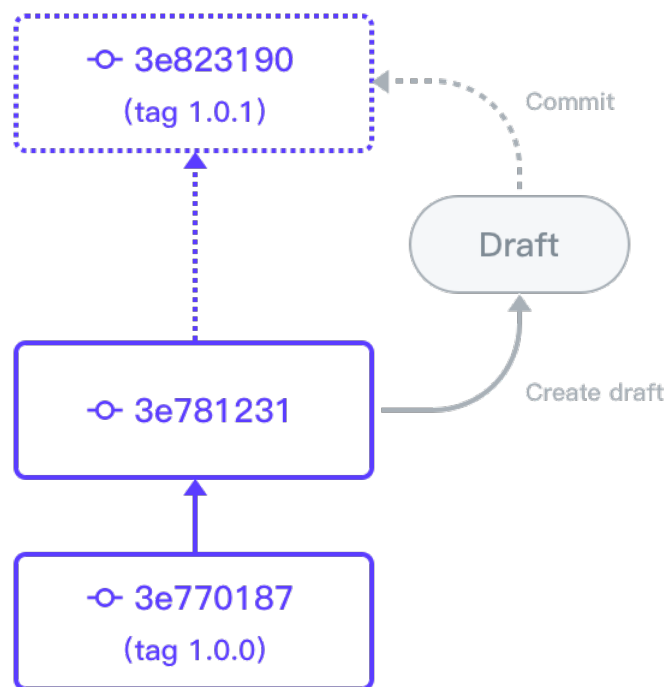 3e823190
(tag 1.0.1)
Commit
Draft
3e781231
Create draft
3e770187
(tag 1.0.0)